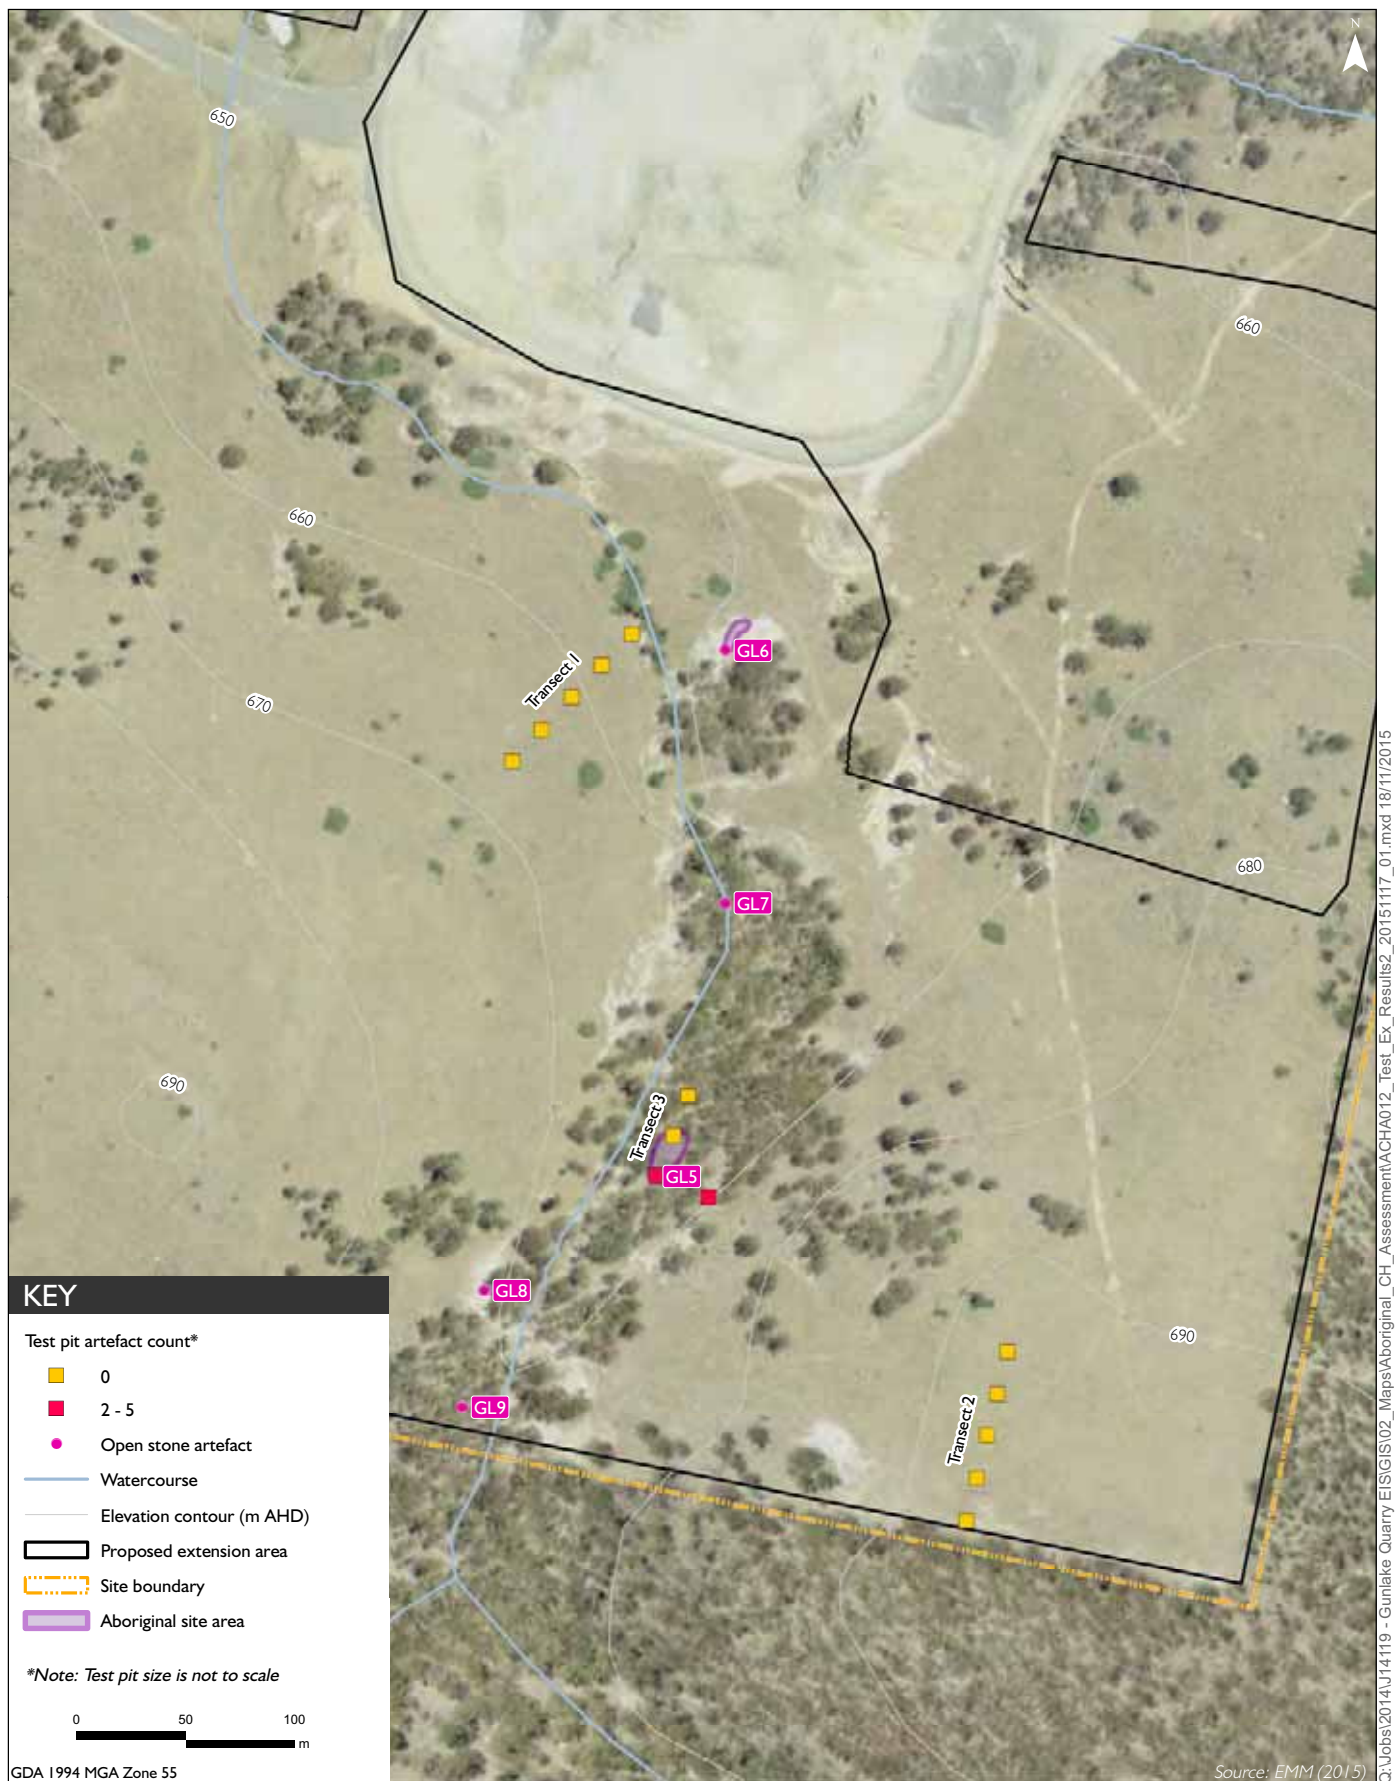 N
650
660
660
Transect 1
GL6
670
GL7
680
690
Transect 3
GL5
GL8
690
GL9
Transect 2
KEY
Test pit artefact count*
0
2 - 5
Open stone artefact
Watercourse
Elevation contour (m AHD)
Proposed extension area
Site boundary
Aboriginal site area
*Note: Test pit size is not to scale
0 50 100
m
GDA 1994 MGA Zone 55
Source: EMM (2015)
Q:\Jobs\2014\J14119 - Gunlake Quarry EIS\GIS\02_Maps\Aboriginal_CH_Assessment\ACHA012_Test_Ex_Results2_20151117_01.mxd 18/11/2015